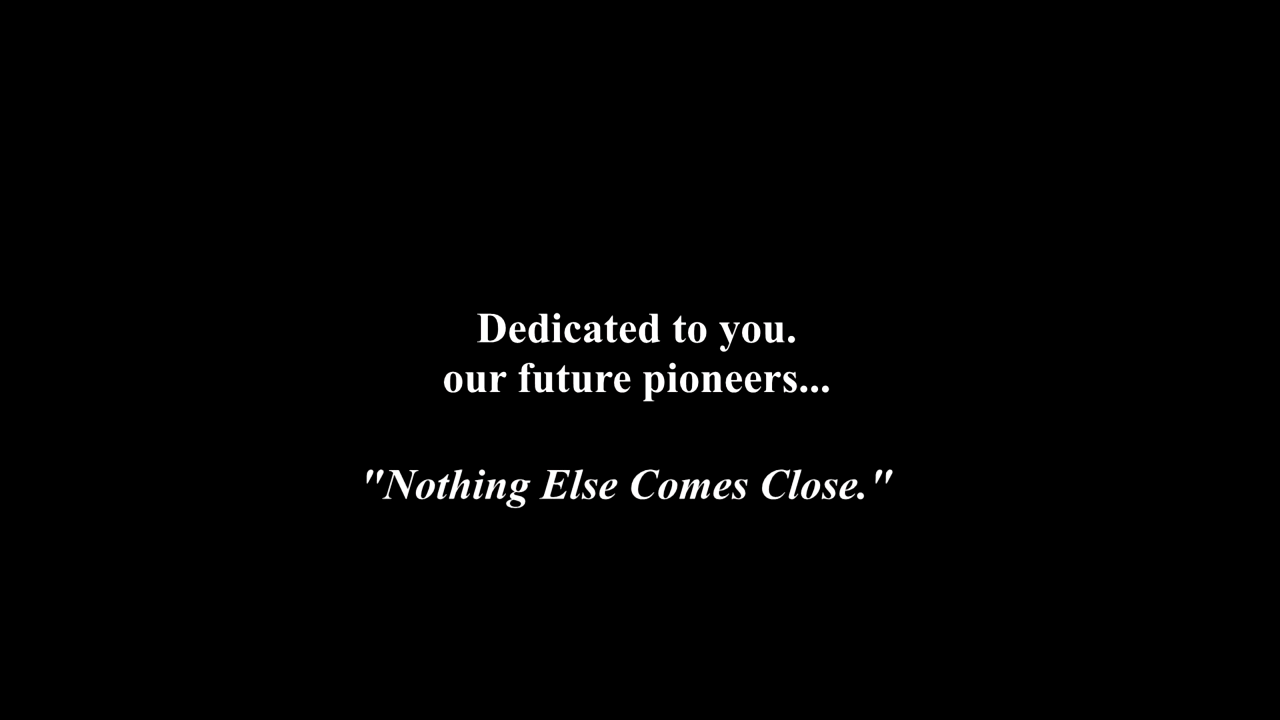 Dedicated to you.
our future pioneers...
"Nothing Else Comes Close."